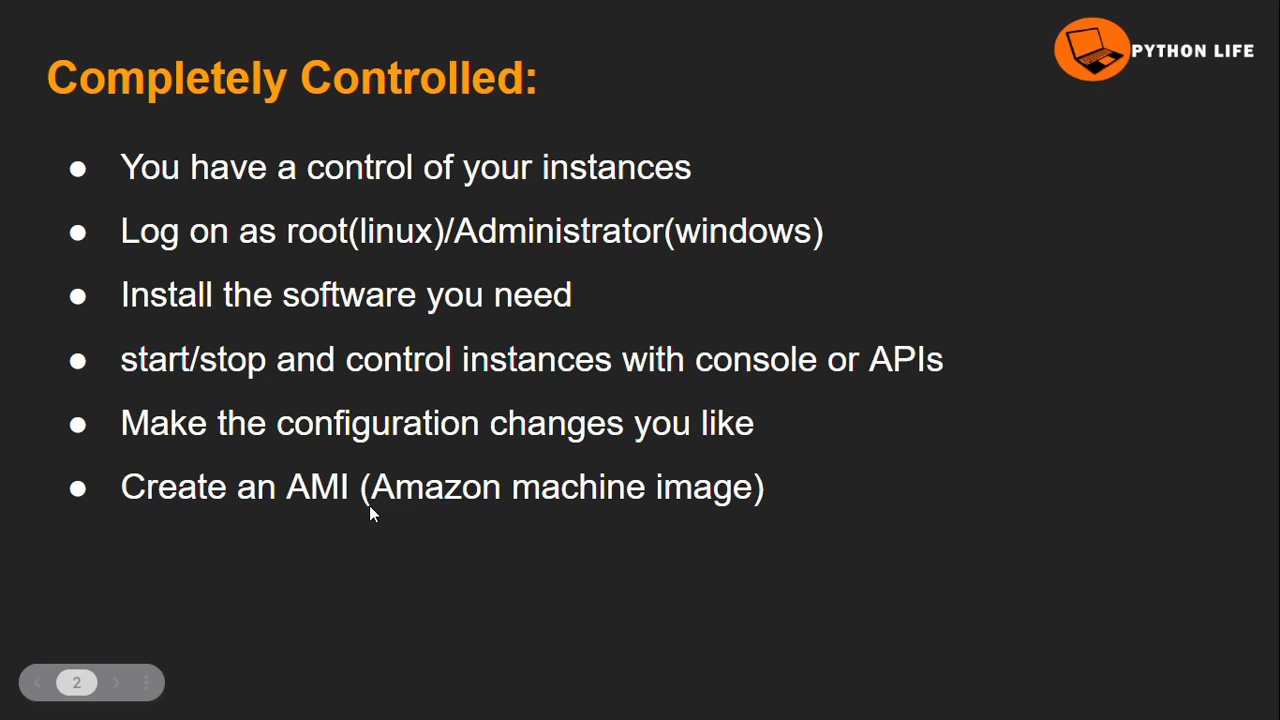 PYTHON LIFE
Completely Controlled:
● You have a control of your instances
● Log on as root(linux)/Administrator(windows)
● Install the software you need
● start/stop and control instances with console or APIs
● Make the configuration changes you like
● Create an AMI (Amazon machine image)
2